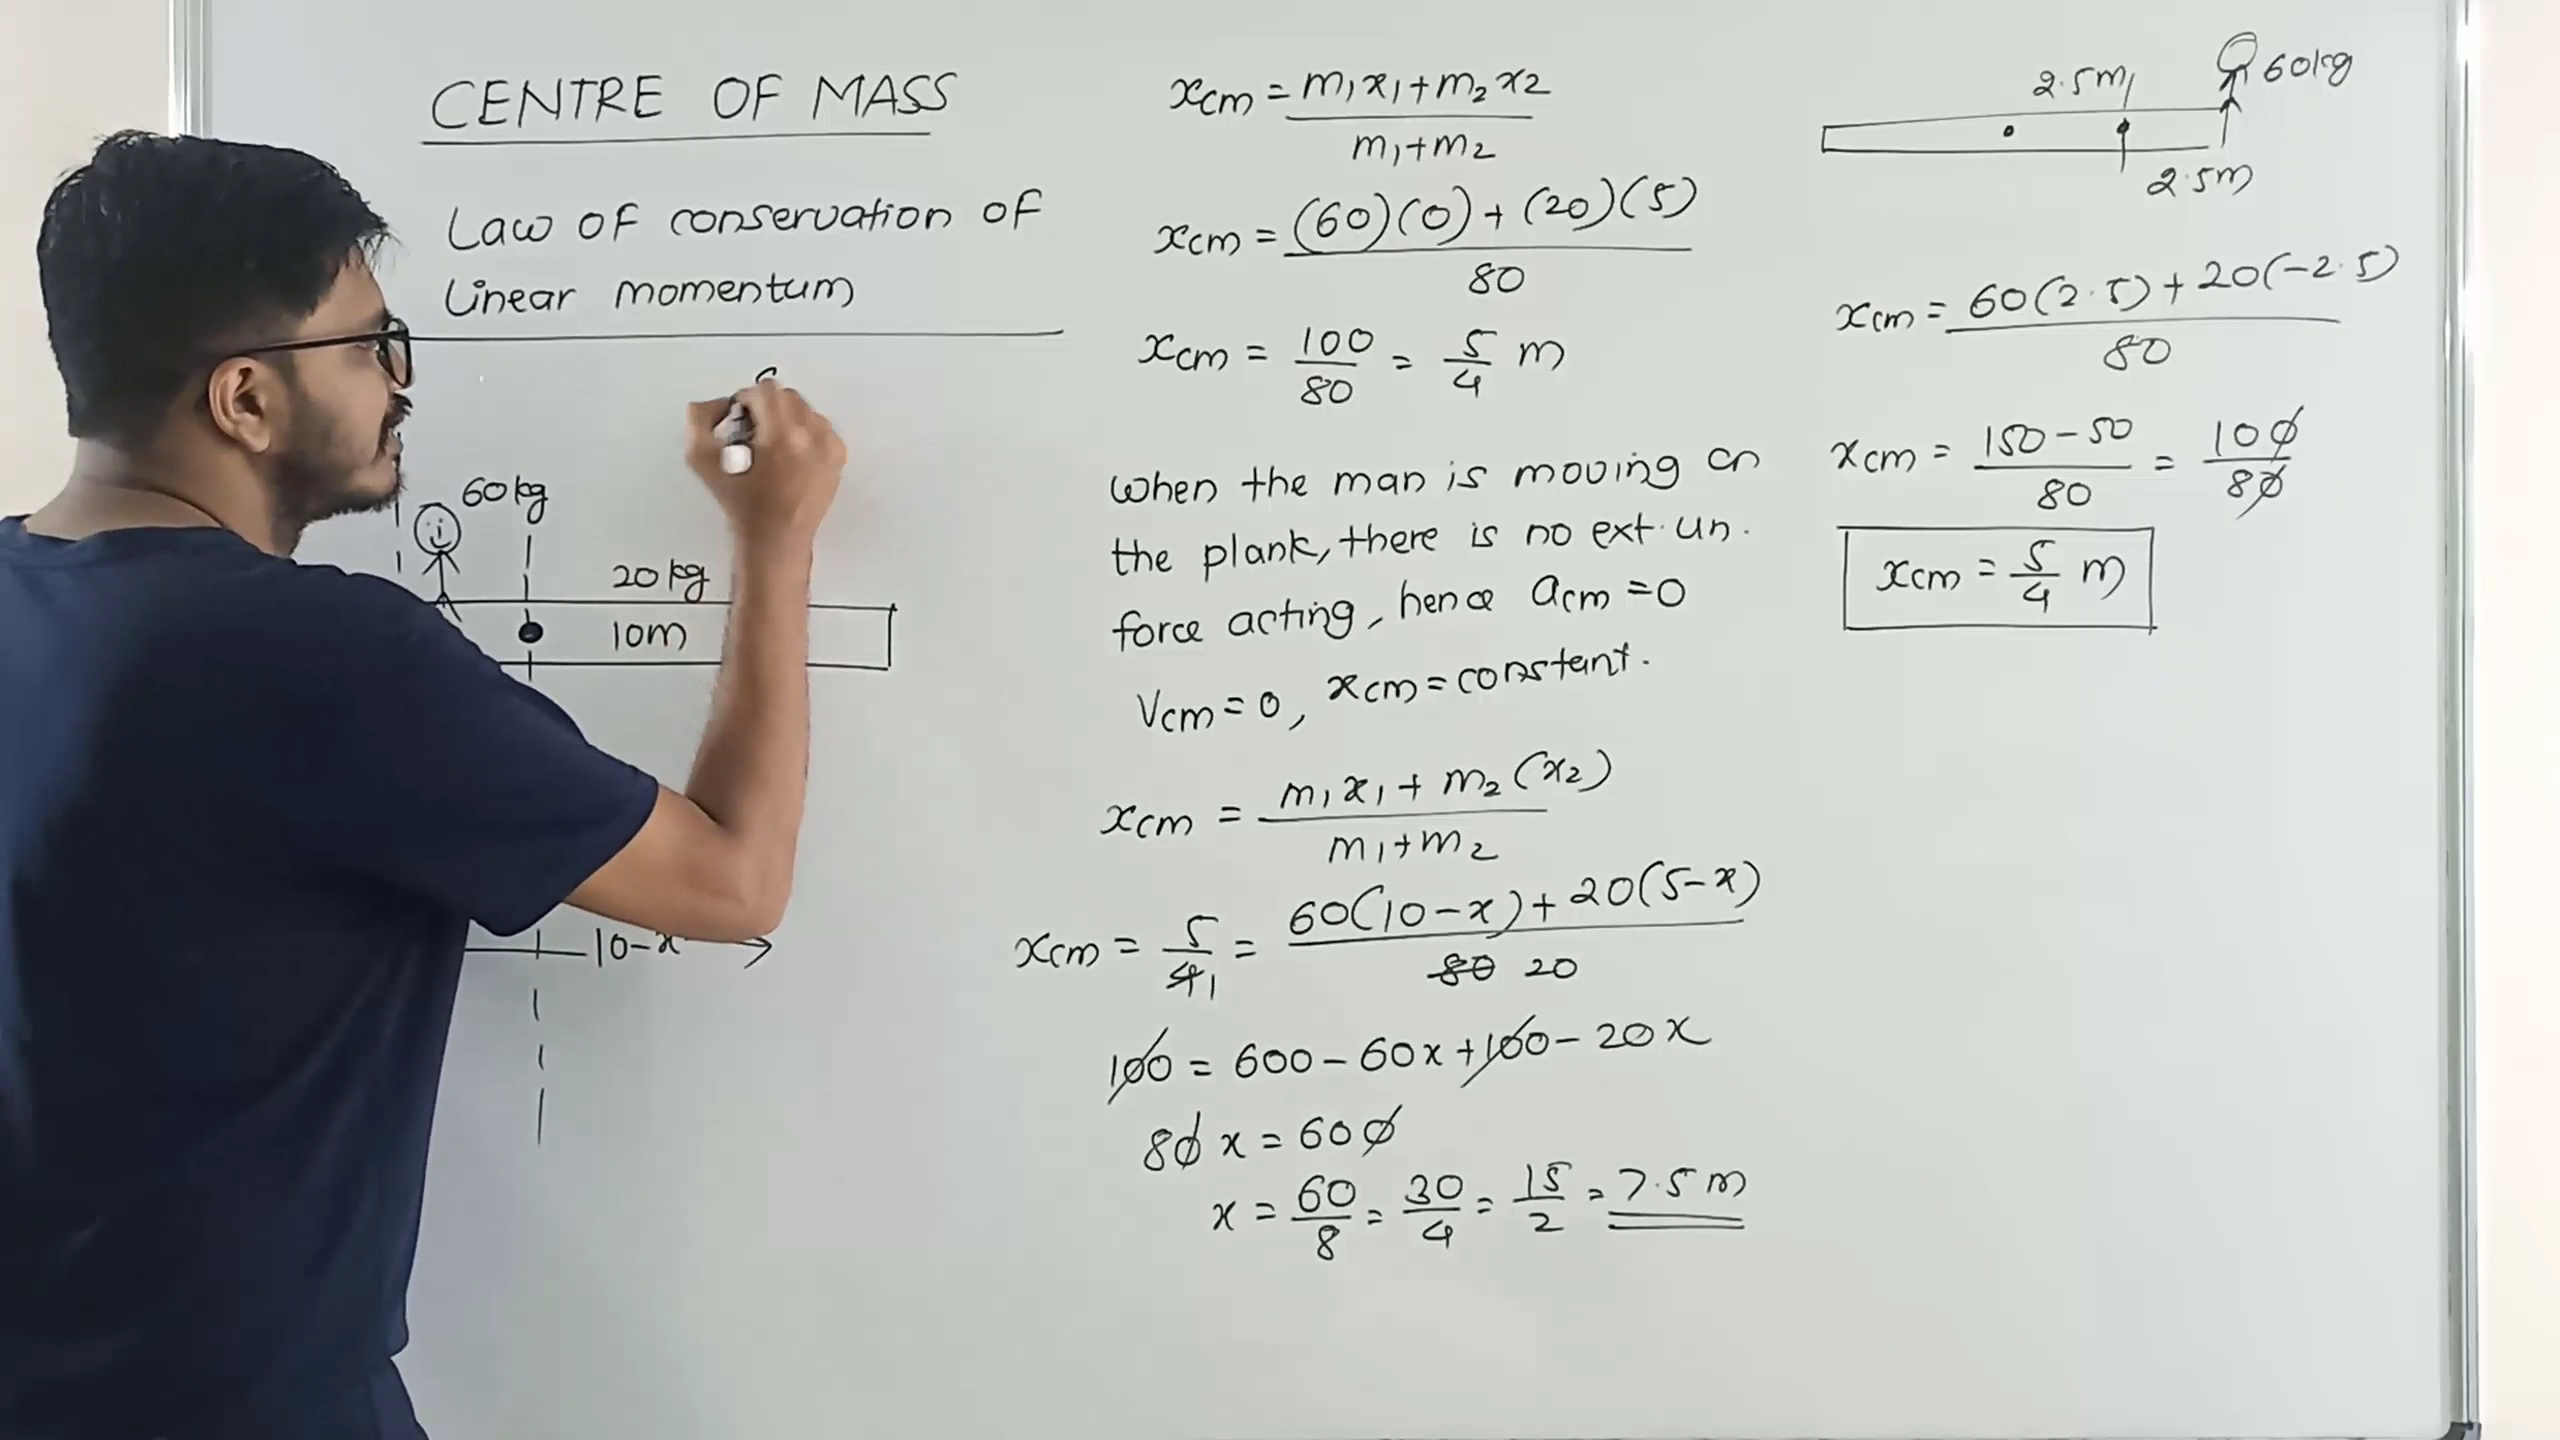 CENTRE OF MASS
Law OF conservation OF
Linear momentum
60kg
20kg
10m
10-x
xcm = m₁x₁+m₂x2
m₁+m₂
xcm = (60)(0)+(20)(5)
80
xcm = 100/80 = 5/4 m
when the man is moving on
the plank, there is no ext. un.
force acting, hence acm=0
Vcm=0, xcm=constant.
xcm = m₁x₁+m₂(x₂)
m₁+m₂
xcm = 5/41 = 60(10-x)+20(5-x)
80 20
100 = 600-60x+100-20x
80x = 600
x = 60/8 = 30/4 = 15/2 = 7.5m
60kg
2.5m
2.5m
xcm = 60(2.5)+20(-2.5)
80
xcm = 150-50/80 = 100/80
xcm = 5/4 m